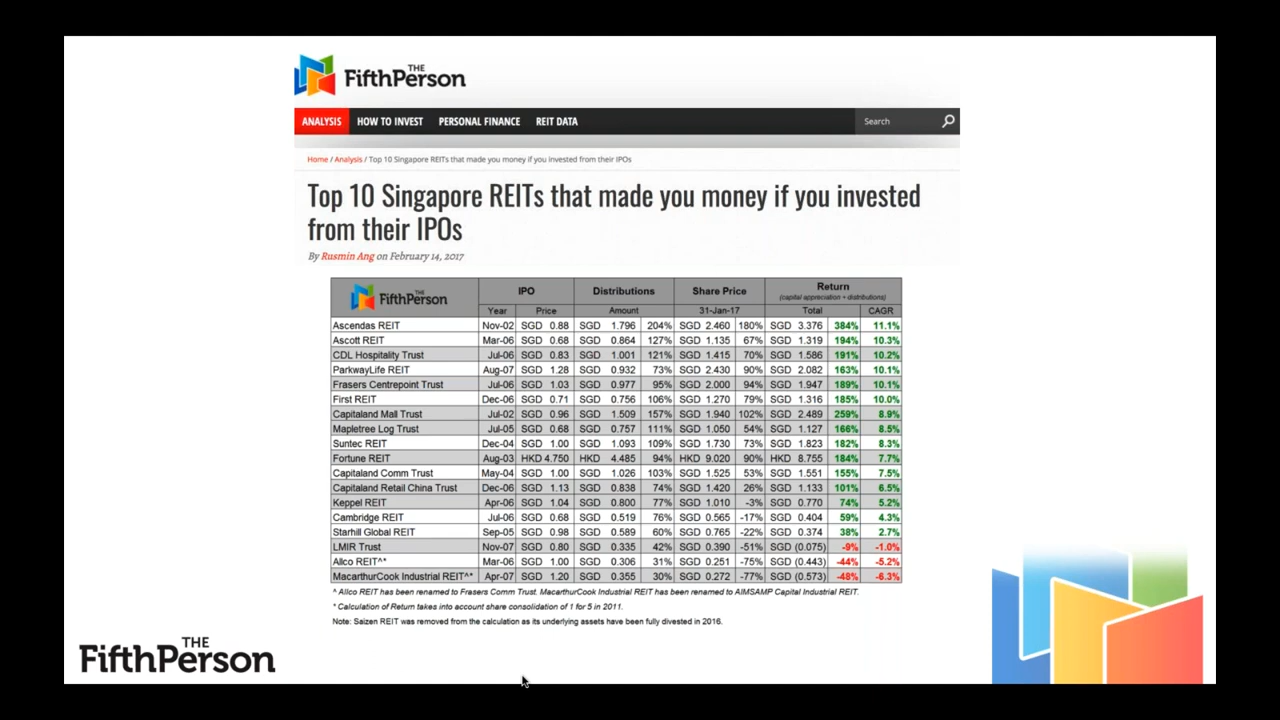 THE
FifthPerson
ANALYSIS HOW TO INVEST PERSONAL FINANCE REIT DATA Search
Home / Analysis / Top 10 Singapore REITs that made you money if you invested from their IPOs
Top 10 Singapore REITs that made you money if you invested
from their IPOs
By Rusmin Ang on February 14, 2017
THE
FifthPerson IPO Distributions Share Price Return
(capital appreciation + distributions)
Year Price Amount 31-Jan-17 Total CAGR
Ascendas REIT Nov-02 SGD 0.88 SGD 1.796 204% SGD 2.460 180% SGD 3.376 384% 11.1%
Ascott REIT Mar-06 SGD 0.68 SGD 0.864 127% SGD 1.135 67% SGD 1.319 194% 10.3%
CDL Hospitality Trust Jul-06 SGD 0.83 SGD 1.001 121% SGD 1.415 70% SGD 1.586 191% 10.2%
ParkwayLife REIT Aug-07 SGD 1.28 SGD 0.932 73% SGD 2.430 90% SGD 2.082 163% 10.1%
Frasers Centrepoint Trust Jul-06 SGD 1.03 SGD 0.977 95% SGD 2.000 94% SGD 1.947 189% 10.1%
First REIT Dec-06 SGD 0.71 SGD 0.756 106% SGD 1.270 79% SGD 1.316 185% 10.0%
Capitaland Mall Trust Jul-02 SGD 0.96 SGD 1.509 157% SGD 1.940 102% SGD 2.489 259% 8.9%
Mapletree Log Trust Jul-05 SGD 0.68 SGD 0.757 111% SGD 1.050 54% SGD 1.127 166% 8.5%
Suntec REIT Dec-04 SGD 1.00 SGD 1.093 109% SGD 1.730 73% SGD 1.823 182% 8.3%
Fortune REIT Aug-03 HKD 4.750 HKD 4.485 94% HKD 9.020 90% HKD 8.755 184% 7.7%
Capitaland Comm Trust May-04 SGD 1.00 SGD 1.026 103% SGD 1.525 53% SGD 1.551 155% 7.5%
Capitaland Retail China Trust Dec-06 SGD 1.13 SGD 0.838 74% SGD 1.420 26% SGD 1.133 101% 6.5%
Keppel REIT Apr-06 SGD 1.04 SGD 0.800 77% SGD 1.010 -3% SGD 0.770 74% 5.2%
Cambridge REIT Jul-06 SGD 0.68 SGD 0.519 76% SGD 0.565 -17% SGD 0.404 59% 4.3%
Starhill Global REIT Sep-05 SGD 0.98 SGD 0.589 60% SGD 0.765 -22% SGD 0.374 38% 2.7%
LMIR Trust Nov-07 SGD 0.80 SGD 0.335 42% SGD 0.390 -51% SGD (0.075) -9% -1.0%
Allco REIT^* Mar-06 SGD 1.00 SGD 0.306 31% SGD 0.251 -75% SGD (0.443) -44% -5.2%
MacarthurCook Industrial REIT^* Apr-07 SGD 1.20 SGD 0.355 30% SGD 0.272 -77% SGD (0.573) -48% -6.3%
^ Allco REIT has been renamed to Frasers Comm Trust. MacarthurCook Industrial REIT has been renamed to AIMSAMP Capital Industrial REIT.
* Calculation of Return takes into account share consolidation of 1 for 5 in 2011.
Note: Saizen REIT was removed from the calculation as its underlying assets have been fully divested in 2016.
THE
FifthPerson